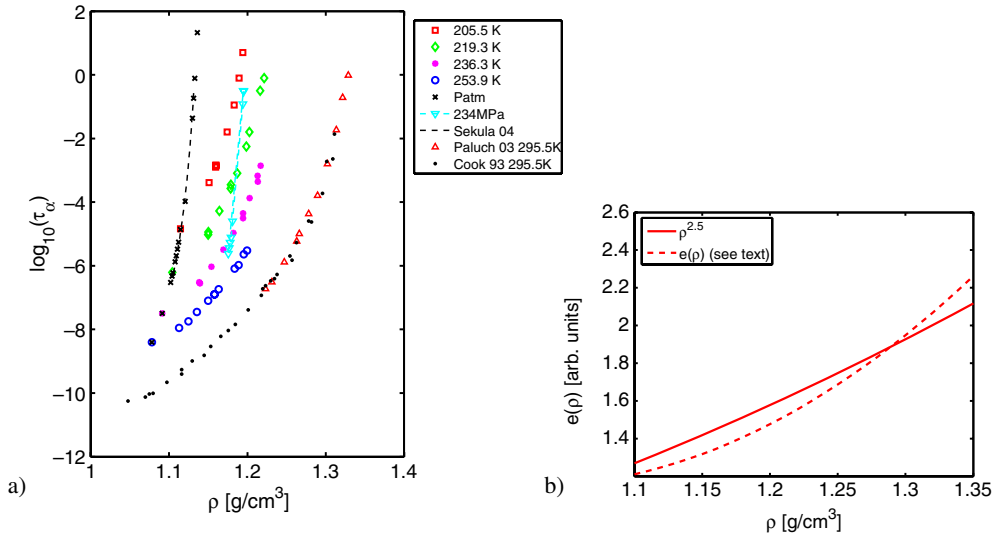 a)
log10(τα)
2
0
−2
−4
−6
−8
−10
−12
1
1.1
1.2
1.3
1.4
ρ [g/cm3]
205.5 K
219.3 K
236.3 K
253.9 K
Patm
234MPa
Sekula 04
Paluch 03 295.5K
Cook 93 295.5K
b)
e(ρ) [arb. units]
2.6
2.4
2.2
2
1.8
1.6
1.4
1.1
1.15
1.2
1.25
1.3
1.35
ρ [g/cm3]
ρ2.5
e(ρ) (see text)